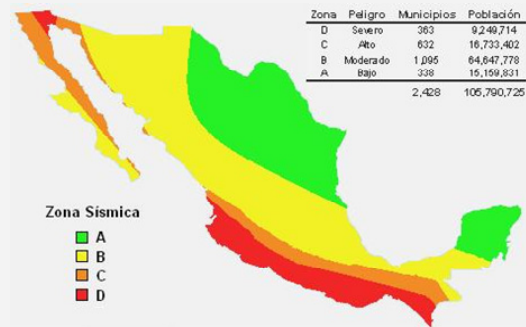 Zona Peligro Municipios Población
D Severo 363 9,249,714
C Alto 632 16,733,402
B Moderado 1,095 64,647,778
A Bajo 338 15,159,831
2,428 105,790,725
Zona Sísmica
A
B
C
D